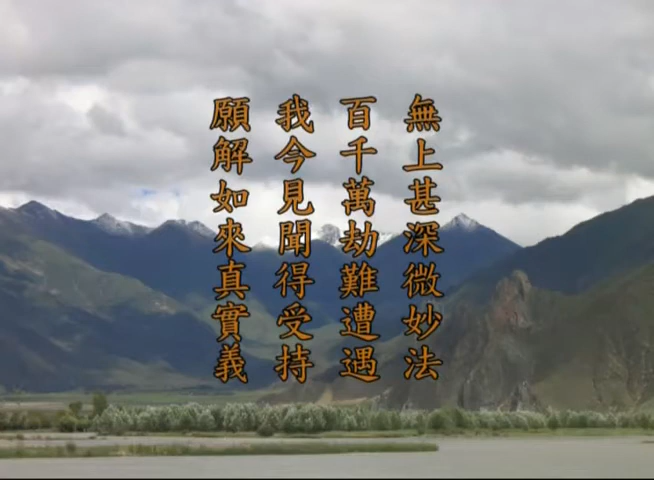 無上甚深微妙法
百千萬劫難遭遇
我今見聞得受持
願解如來真實義